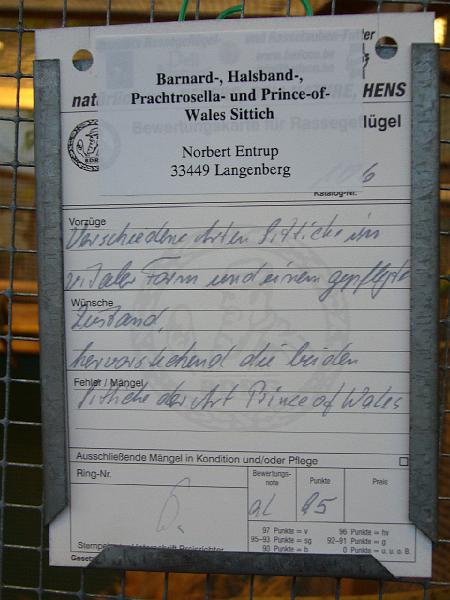 Barnard-, Halsband-,
Prachtrosella- und Prince-of-
Wales Sittich
Norbert Entrup
33449 Langenberg
HENS
lügel
Katalog-Nr.
6
Vorzüge
Verschiedene Arten Sittiche in
vitaler Form und einem gepflegten
Wünsche
Zustand,
hervorstechend die beiden
Fehler / Mängel
Sittiche der Art Prince of Wales
Ausschließende Mängel in Kondition und/oder Pflege
Ring-Nr.
Bewertungs-
note
Punkte
Preis
95
97 Punkte = v 96 Punkte = hv
95-93 Punkte = sg 92-91 Punkte = g
90 Punkte = b 0 Punkte = u. u. o. B.